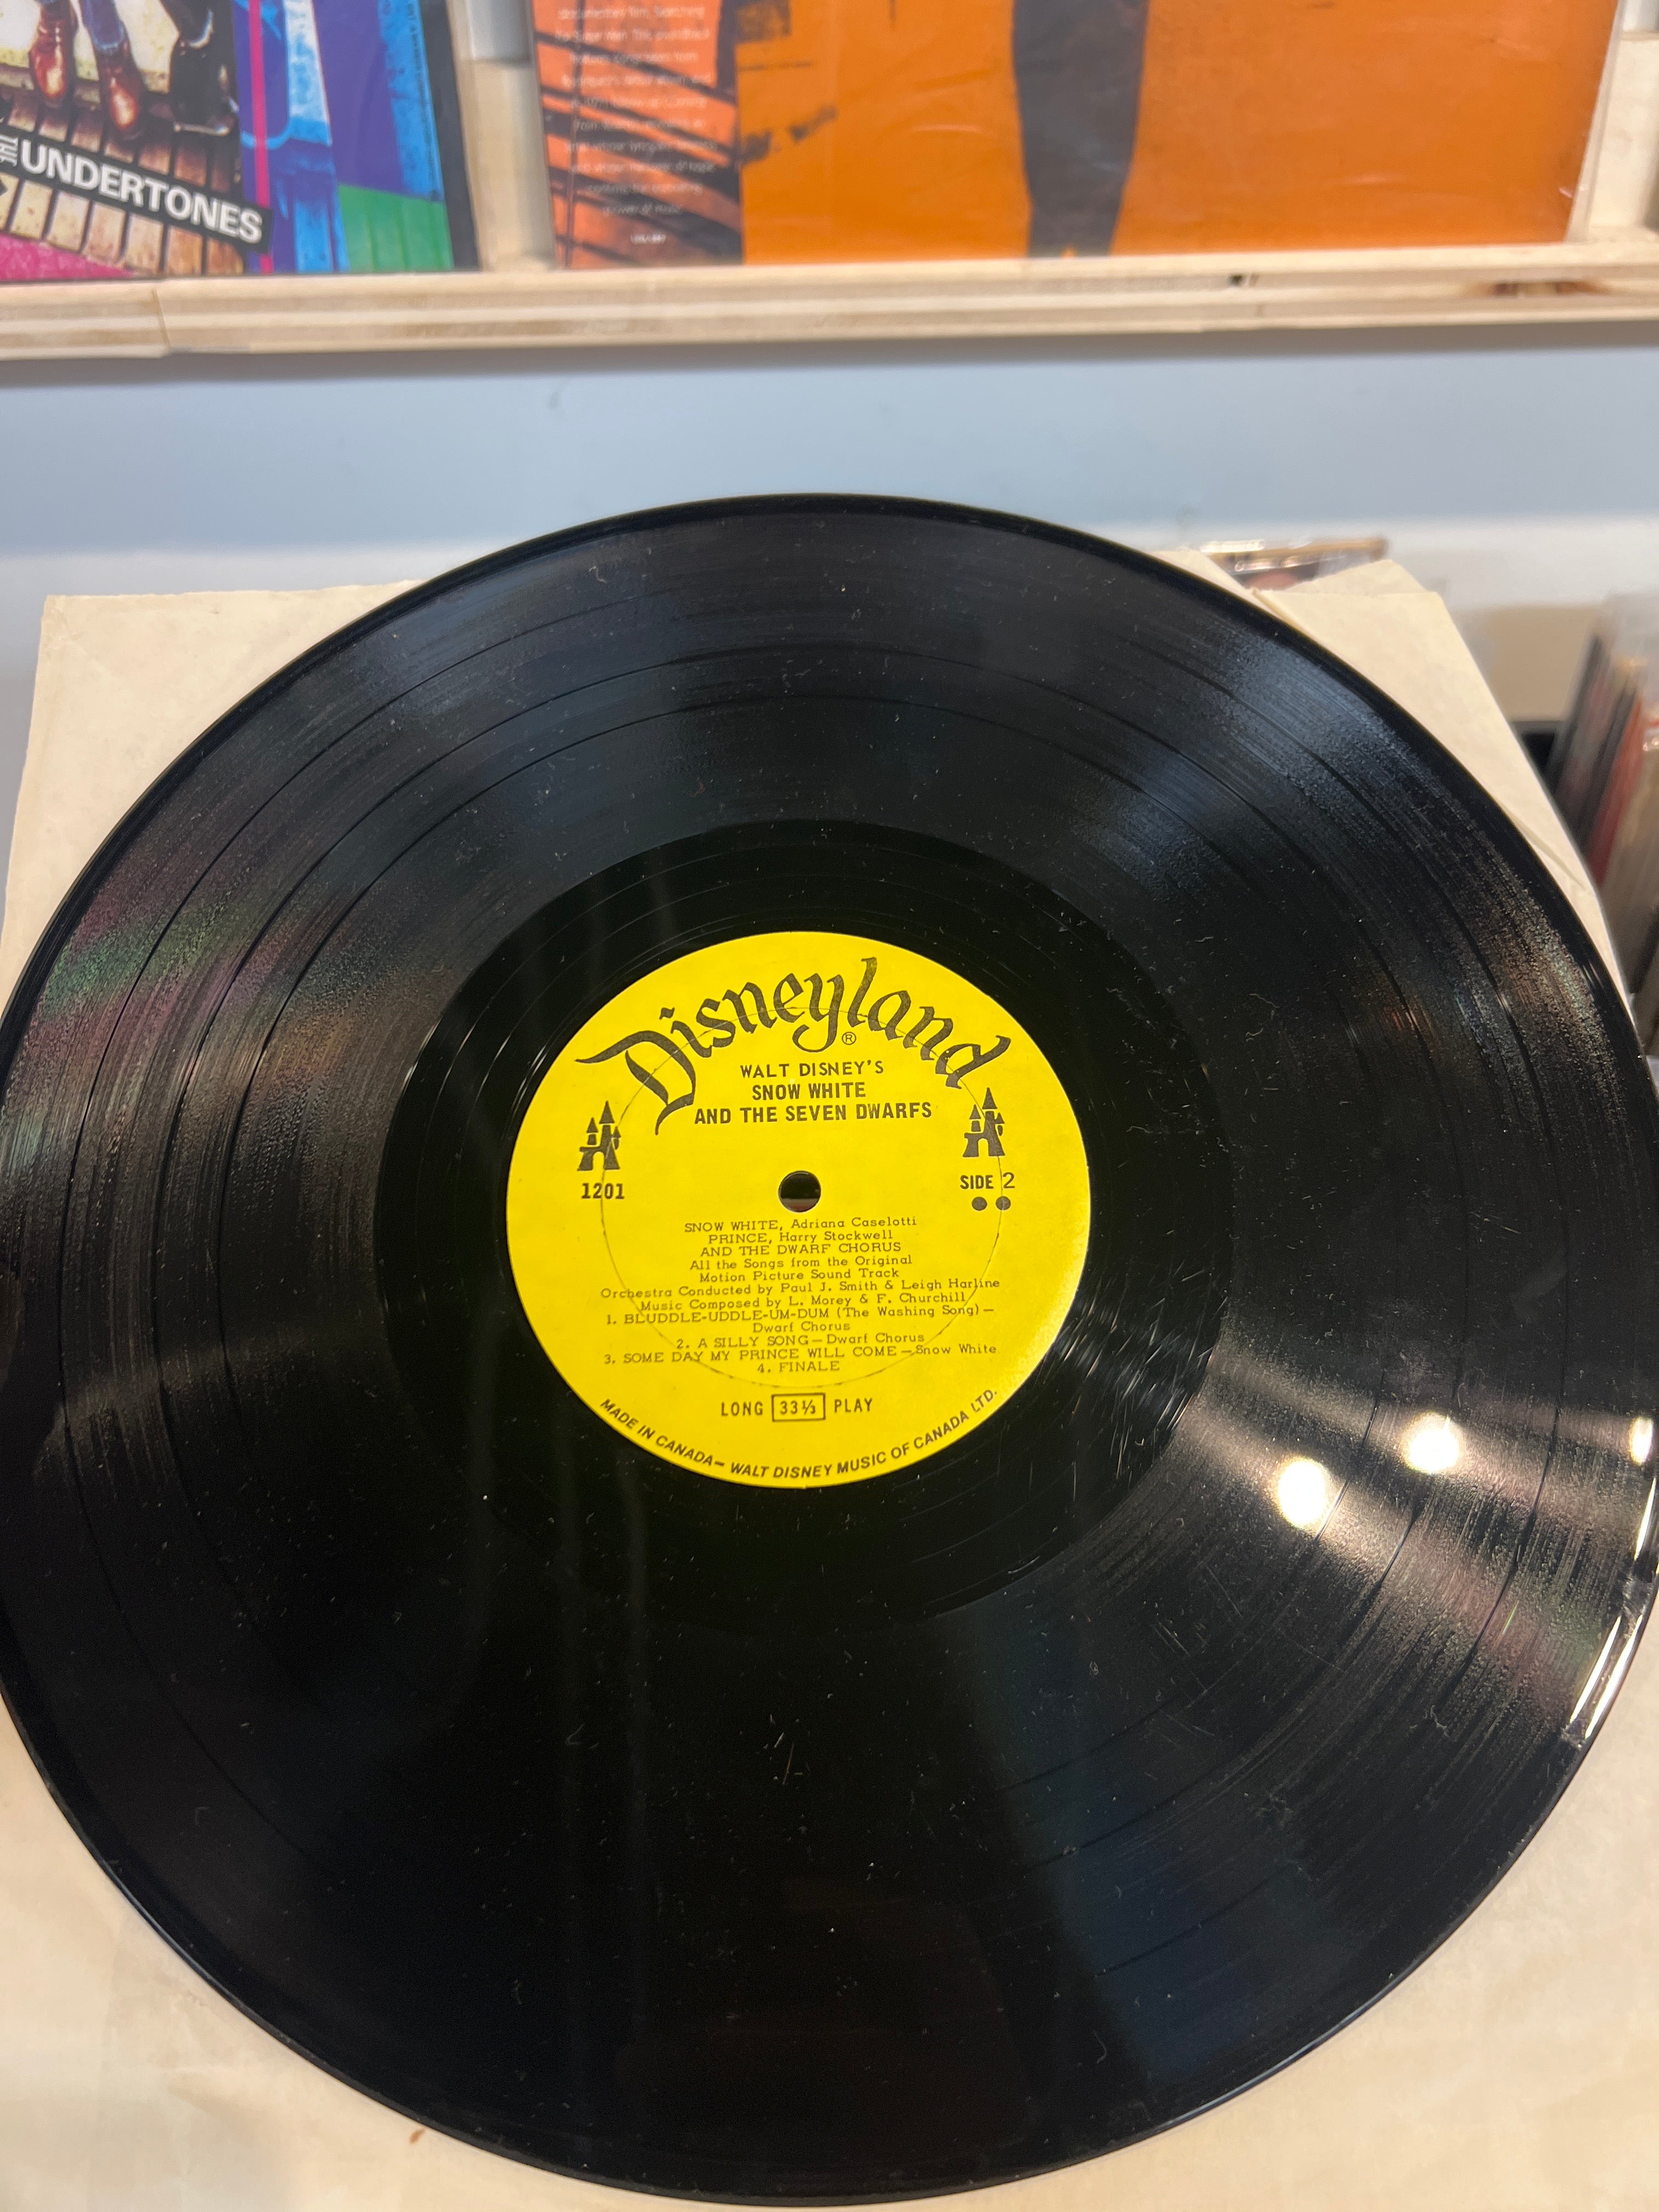 THE UNDERTONES
Disneyland®
WALT DISNEY'S
SNOW WHITE
AND THE SEVEN DWARFS
1201
SIDE 2
SNOW WHITE, Adriana Caselotti
PRINCE, Harry Stockwell
AND THE DWARF CHORUS
All the Songs from the Original
Motion Picture Sound Track
Orchestra Conducted by Paul J. Smith & Leigh Harline
Music Composed by L. Morey & F. Churchill
1. BLUDDLE-UDDLE-UM-DUM (The Washing Song)—
Dwarf Chorus
2. A SILLY SONG—Dwarf Chorus
3. SOME DAY MY PRINCE WILL COME—Snow White
4. FINALE
LONG 33⅓ PLAY
MADE IN CANADA— WALT DISNEY MUSIC OF CANADA LTD.